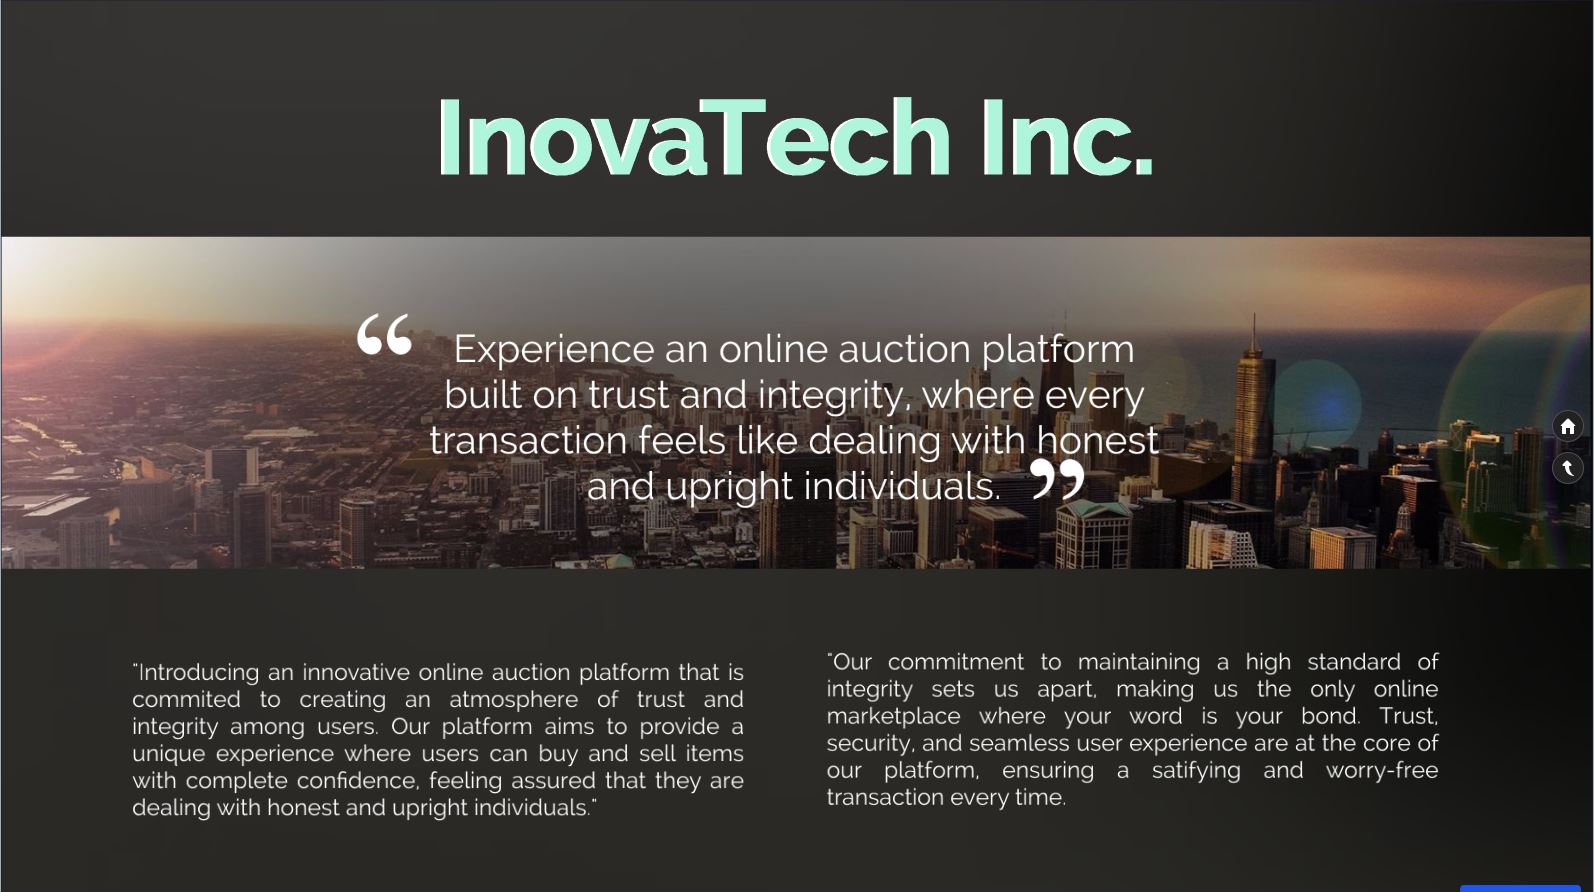 InovaTech Inc.
“
Experience an online auction platform
built on trust and integrity, where every
transaction feels like dealing with honest
and upright individuals. ”
"Introducing an innovative online auction platform that is
commited to creating an atmosphere of trust and
integrity among users. Our platform aims to provide a
unique experience where users can buy and sell items
with complete confidence, feeling assured that they are
dealing with honest and upright individuals."
"Our commitment to maintaining a high standard of
integrity sets us apart, making us the only online
marketplace where your word is your bond. Trust,
security, and seamless user experience are at the core of
our platform, ensuring a satifying and worry-free
transaction every time.